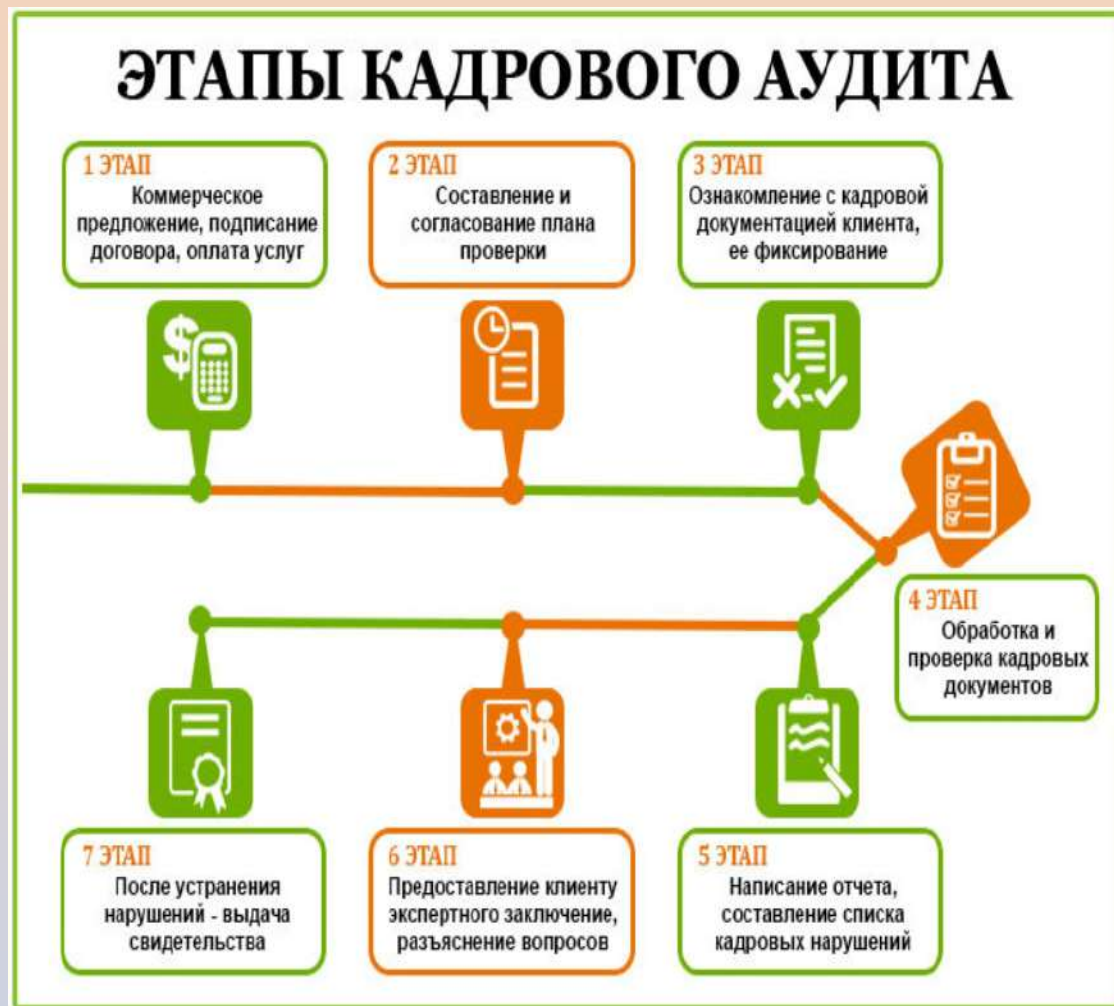 ЭТАПЫ КАДРОВОГО АУДИТА
1 ЭТАП
Коммерческое
предложение, подписание
договора, оплата услуг
2 ЭТАП
Составление и
согласование плана
проверки
3 ЭТАП
Ознакомление с кадровой
документацией клиента,
ее фиксирование
4 ЭТАП
Обработка и
проверка кадровых
документов
5 ЭТАП
Написание отчета,
составление списка
кадровых нарушений
6 ЭТАП
Предоставление клиенту
экспертного заключение,
разъяснение вопросов
7 ЭТАП
После устранения
нарушений - выдача
свидетельства